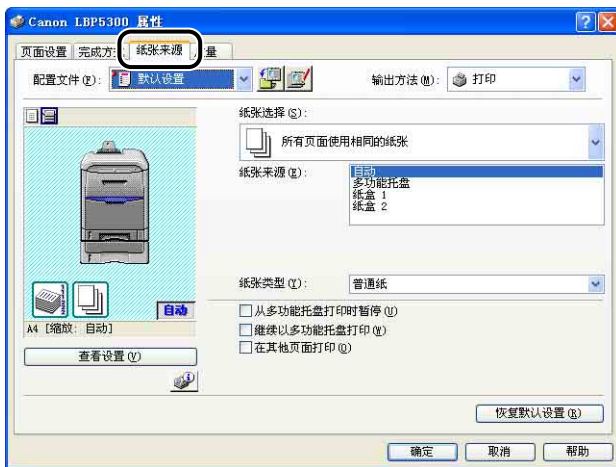 Canon LBP5300 属性
页面设置 完成方 纸张来源 量
配置文件(F): 默认设置 输出方法(M): 打印
纸张选择(S):
所有页面使用相同的纸张
纸张来源(E):
自动
多功能托盘
纸盒 1
纸盒 2
纸张类型(Y): 普通纸
自动
A4 [缩放: 自动]
从多功能托盘打印时暂停(U)
继续以多功能托盘打印(W)
在其他页面打印(O)
查看设置(V)
恢复默认设置(R)
确定 取消 帮助